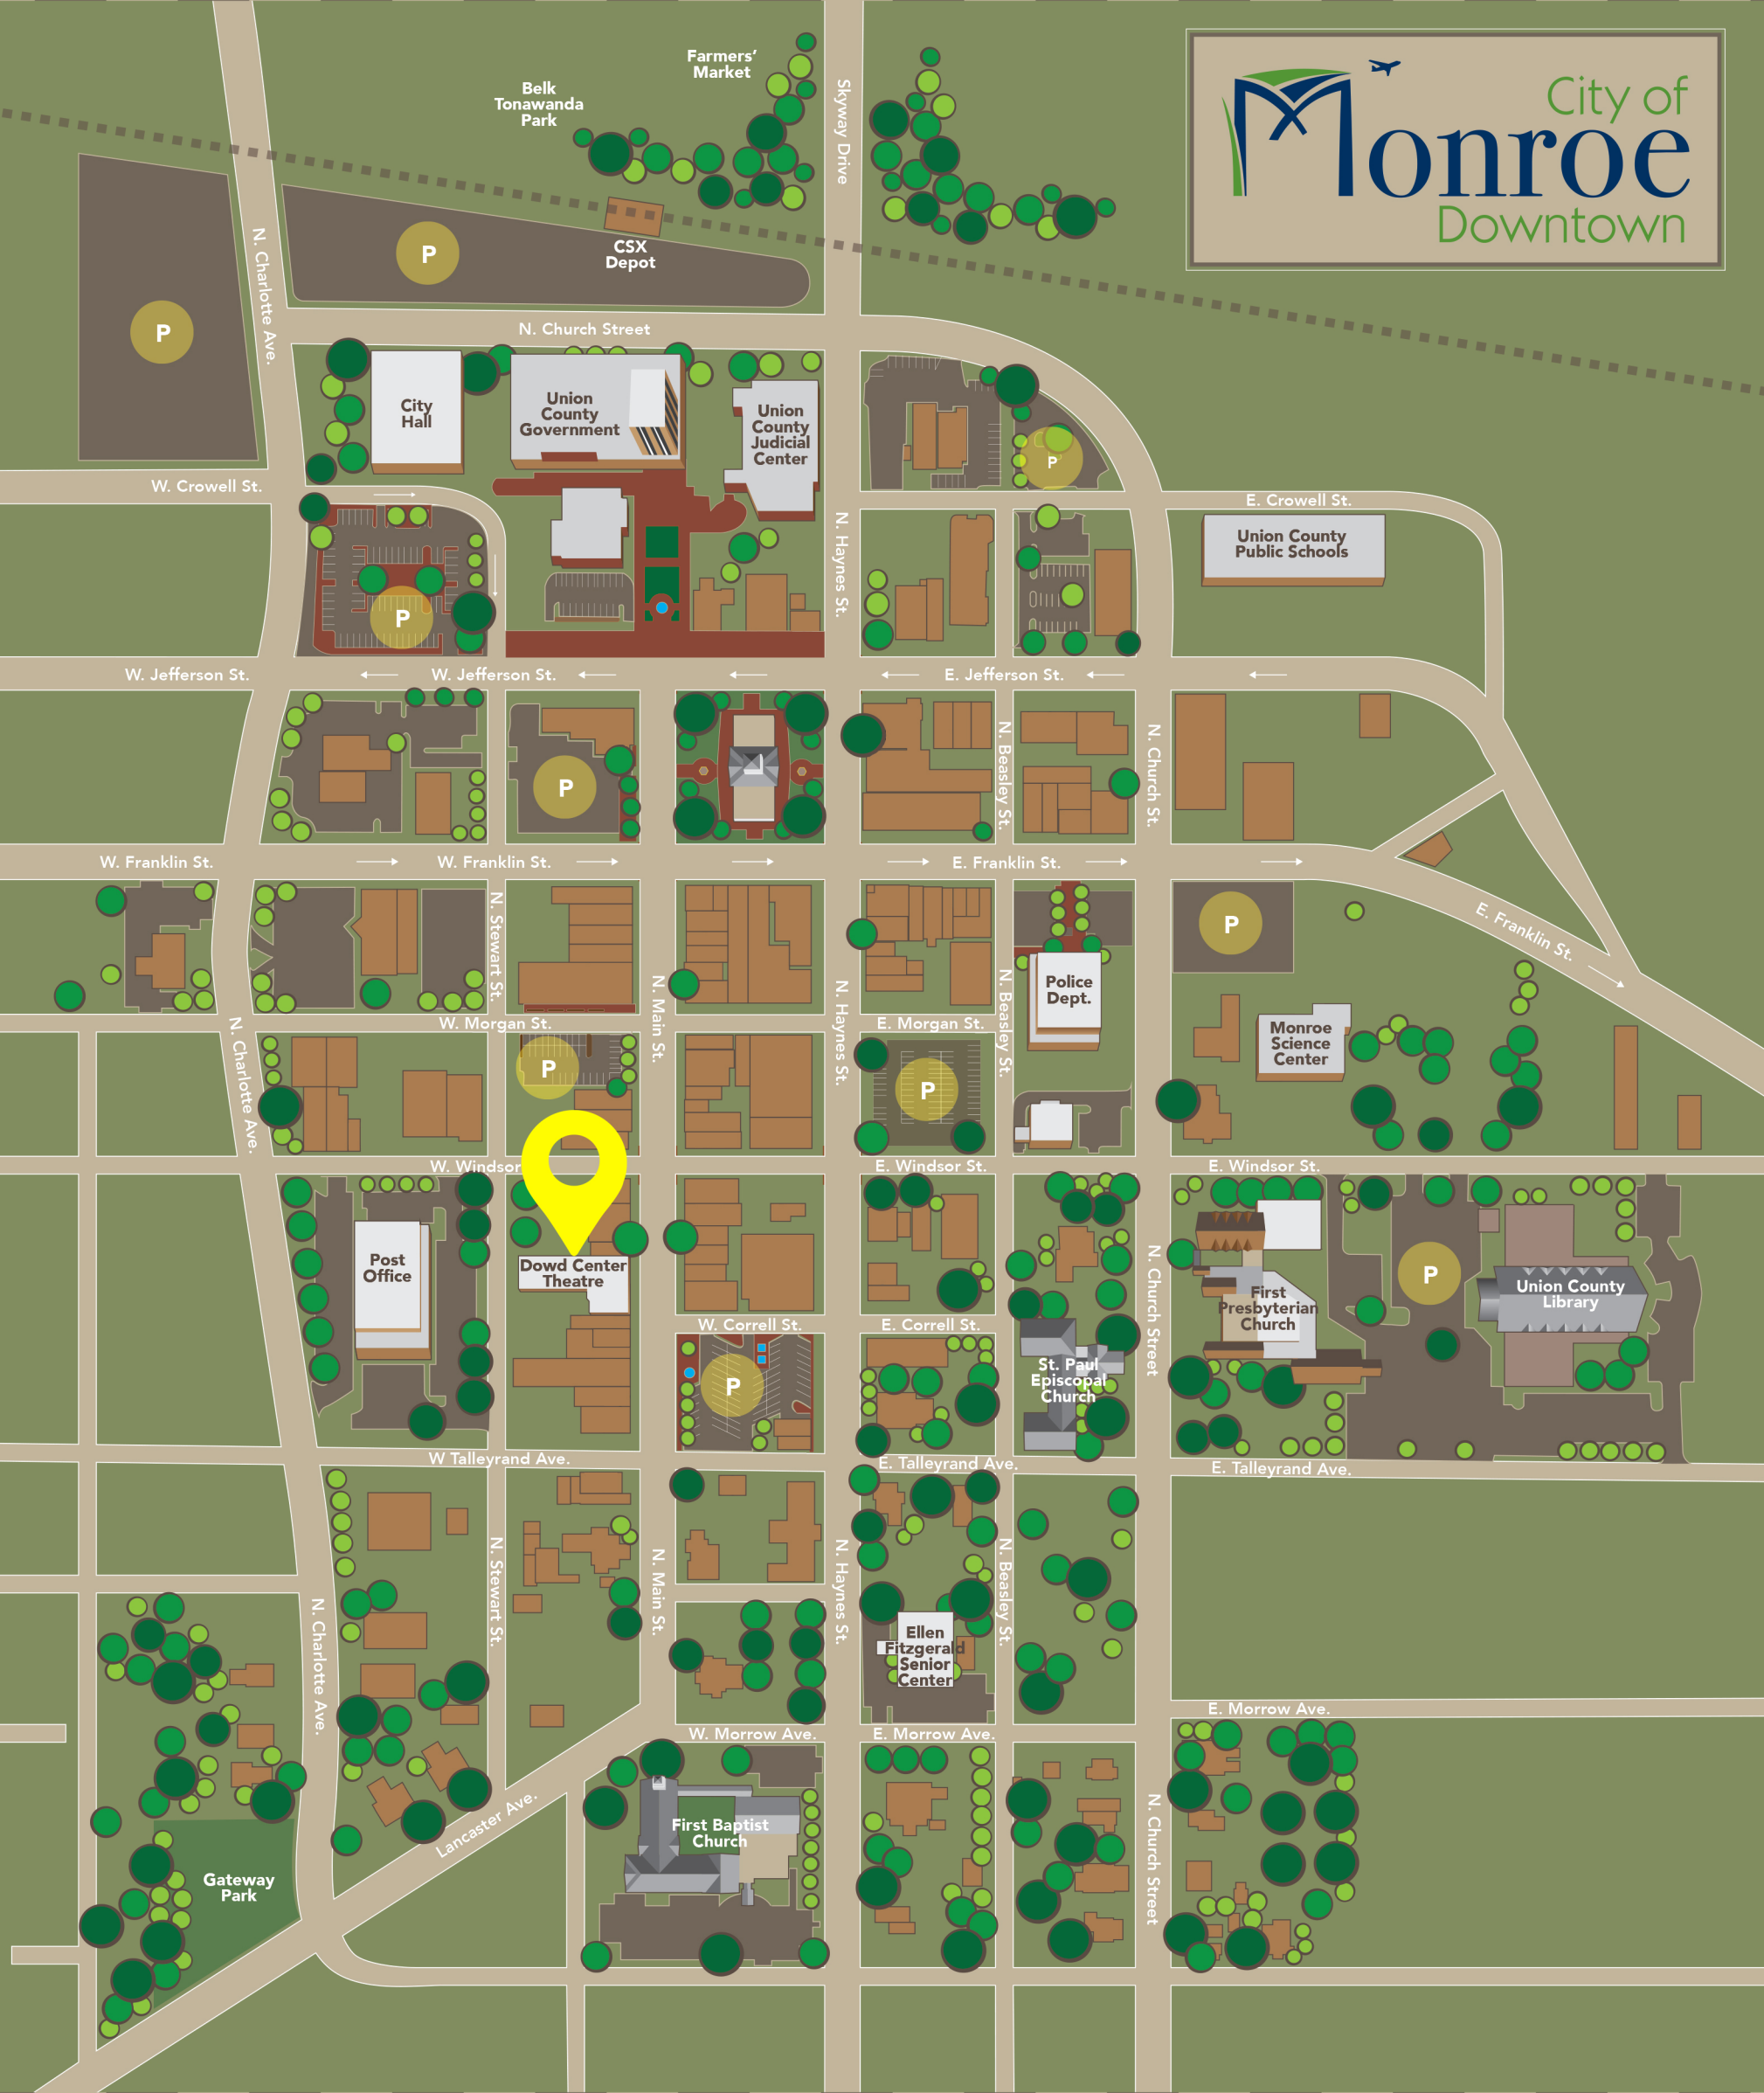 Farmers’
Market
Belk
Tonawanda
Park
Skyway Drive
City of
Monroe
Downtown
N. Charlotte Ave.
P
CSX
Depot
P
N. Church Street
City
Hall
Union
County
Government
Union
County
Judicial
Center
P
W. Crowell St.
E. Crowell St.
Union County
Public Schools
N. Haynes St.
P
W. Jefferson St.
W. Jefferson St.
E. Jefferson St.
N. Beasley St.
N. Church St.
P
W. Franklin St.
W. Franklin St.
E. Franklin St.
E. Franklin St.
P
N. Stewart St.
N. Main St.
N. Haynes St.
N. Beasley St.
Police
Dept.
W. Morgan St.
E. Morgan St.
Monroe
Science
Center
N. Charlotte Ave.
P
P
W. Windsor
E. Windsor St.
E. Windsor St.
Post
Office
Dowd Center
Theatre
N. Church Street
P
First
Presbyterian
Church
Union County
Library
W. Correll St.
E. Correll St.
P
St. Paul
Episcopal
Church
W Talleyrand Ave.
E. Talleyrand Ave.
E. Talleyrand Ave.
N. Charlotte Ave.
N. Stewart St.
N. Main St.
N. Haynes St.
N. Beasley St.
Ellen
Fitzgerald
Senior
Center
E. Morrow Ave.
W. Morrow Ave.
E. Morrow Ave.
Lancaster Ave.
First Baptist
Church
N. Church Street
Gateway
Park